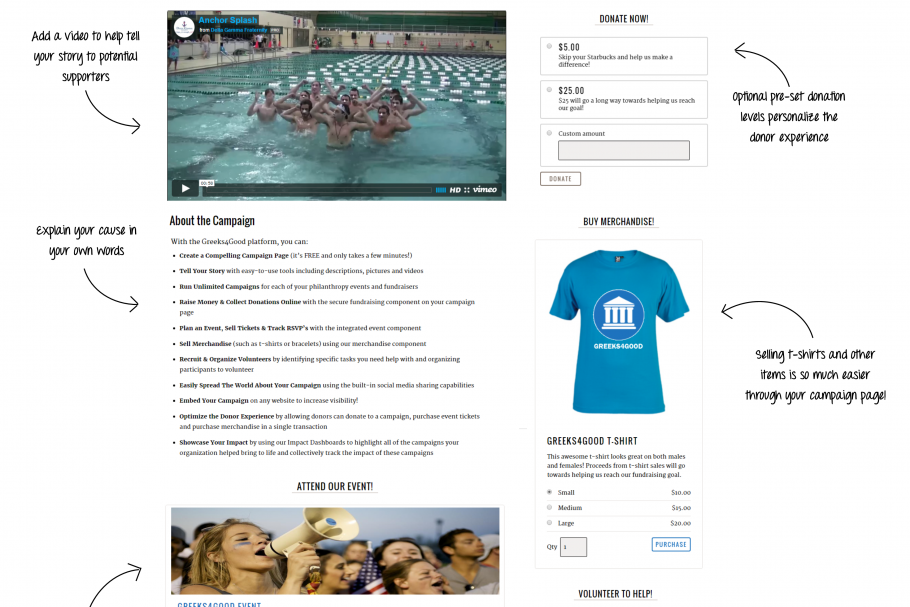 Add a video to help tell
your story to potential
supporters
Anchor Splash
from Delta Gamma Fraternity
00:58
HD
vimeo
DONATE NOW!
$5.00
Skip your Starbucks and help us make a
difference!
$25.00
$25 will go a long way towards helping us reach
our goal!
Custom amount
DONATE
Optional pre-set donation
levels personalize the
donor experience
Explain your cause in
your own words
About the Campaign
With the Greeks4Good platform, you can:
• Create a Compelling Campaign Page (it's FREE and only takes a few minutes!)
• Tell Your Story with easy-to-use tools including descriptions, pictures and videos
• Run Unlimited Campaigns for each of your philanthropy events and fundraisers
• Raise Money & Collect Donations Online with the secure fundraising component on your campaign
page
• Plan an Event, Sell Tickets & Track RSVP's with the integrated event component
• Sell Merchandise (such as t-shirts or bracelets) using our merchandise component
• Recruit & Organize Volunteers by identifying specific tasks you need help with and organizing
participants to volunteer
• Easily Spread The World About Your Campaign using the built-in social media sharing capabilities
• Embed Your Campaign on any website to increase visibility!
• Optimize the Donor Experience by allowing donors can donate to a campaign, purchase event tickets
and purchase merchandise in a single transaction
• Showcase Your Impact by using our Impact Dashboards to highlight all of the campaigns your
organization helped bring to life and collectively track the impact of these campaigns
BUY MERCHANDISE!
GREEKS4GOOD
GREEKS4GOOD T-SHIRT
This awesome t-shirt looks great on both males
and females! Proceeds from t-shirt sales will go
towards helping us reach our fundraising goal.
Small $10.00
Medium $15.00
Large $20.00
Qty 1 PURCHASE
Selling t-shirts and other
items is so much easier
through your campaign page!
ATTEND OUR EVENT!
GREEKS4GOOD EVENT
VOLUNTEER TO HELP!